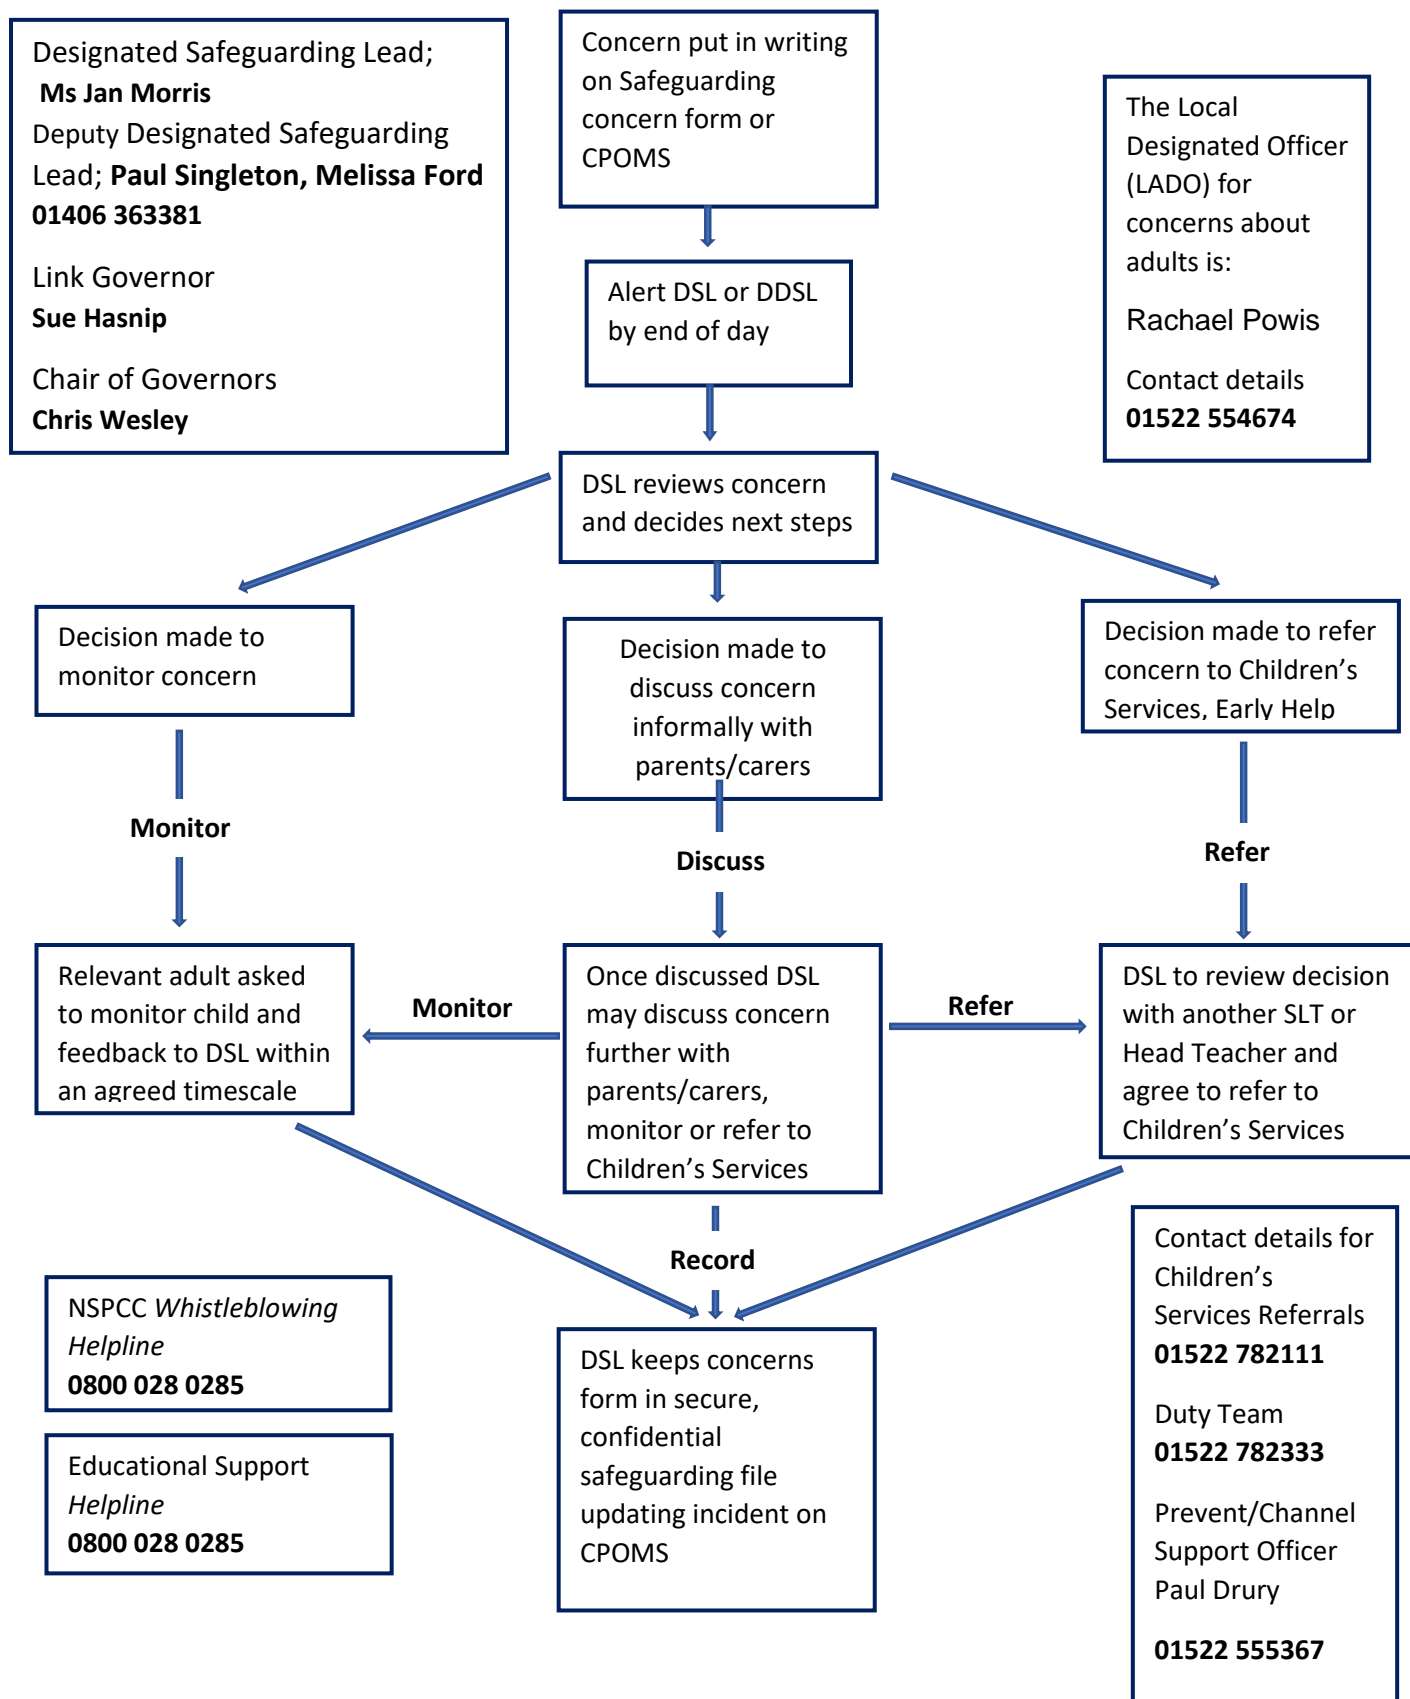 Designated Safeguarding Lead;
Ms Jan Morris
Deputy Designated Safeguarding
Lead; Paul Singleton, Melissa Ford
01406 363381
Link Governor
Sue Hasnip
Chair of Governors
Chris Wesley
Concern put in writing
on Safeguarding
concern form or
CPOMS
The Local
Designated Officer
(LADO) for
concerns about
adults is:
Rachael Powis
Contact details
01522 554674
Alert DSL or DDSL
by end of day
DSL reviews concern
and decides next steps
Decision made to
monitor concern
Decision made to
discuss concern
informally with
parents/carers
Decision made to refer
concern to Children’s
Services, Early Help
Monitor
Discuss
Refer
Relevant adult asked
to monitor child and
feedback to DSL within
an agreed timescale
Monitor
Once discussed DSL
may discuss concern
further with
parents/carers,
monitor or refer to
Children’s Services
Refer
DSL to review decision
with another SLT or
Head Teacher and
agree to refer to
Children’s Services
Record
NSPCC Whistleblowing
Helpline
0800 028 0285
Educational Support
Helpline
0800 028 0285
DSL keeps concerns
form in secure,
confidential
safeguarding file
updating incident on
CPOMS
Contact details for
Children’s
Services Referrals
01522 782111
Duty Team
01522 782333
Prevent/Channel
Support Officer
Paul Drury
01522 555367